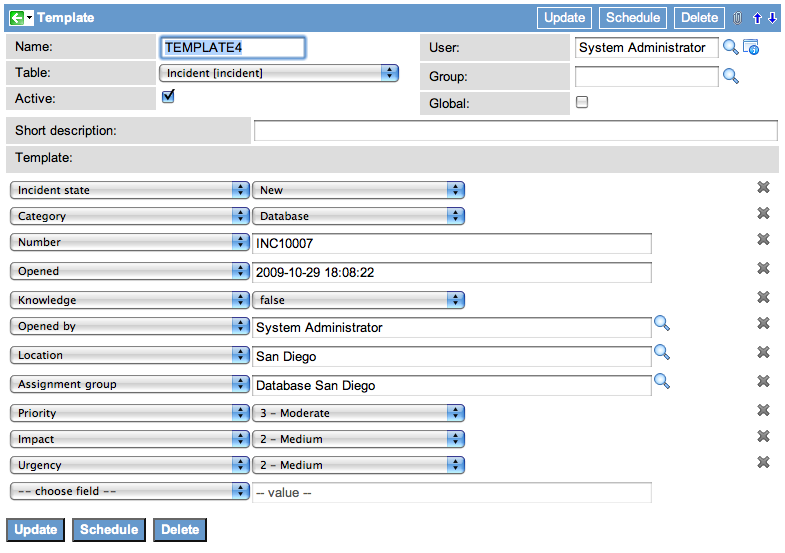 Template Update Schedule Delete
Name: TEMPLATE4 User: System Administrator
Table: Incident [incident] Group:
Active: Global:
Short description:
Template:
Incident state New
Category Database
Number INC10007
Opened 2009-10-29 18:08:22
Knowledge false
Opened by System Administrator
Location San Diego
Assignment group Database San Diego
Priority 3 - Moderate
Impact 2 - Medium
Urgency 2 - Medium
-- choose field -- -- value --
Update Schedule Delete